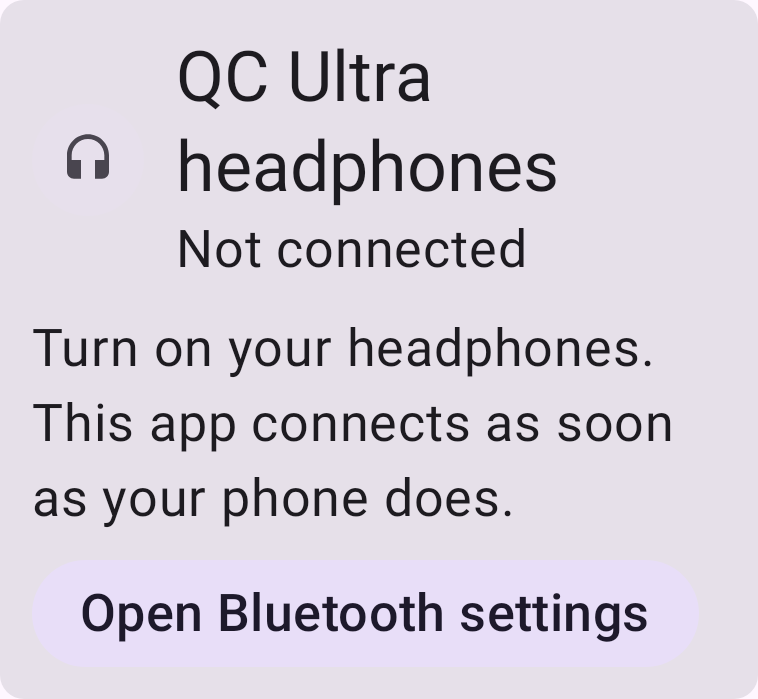 QC Ultra
headphones
Not connected
Turn on your headphones.
This app connects as soon
as your phone does.
Open Bluetooth settings